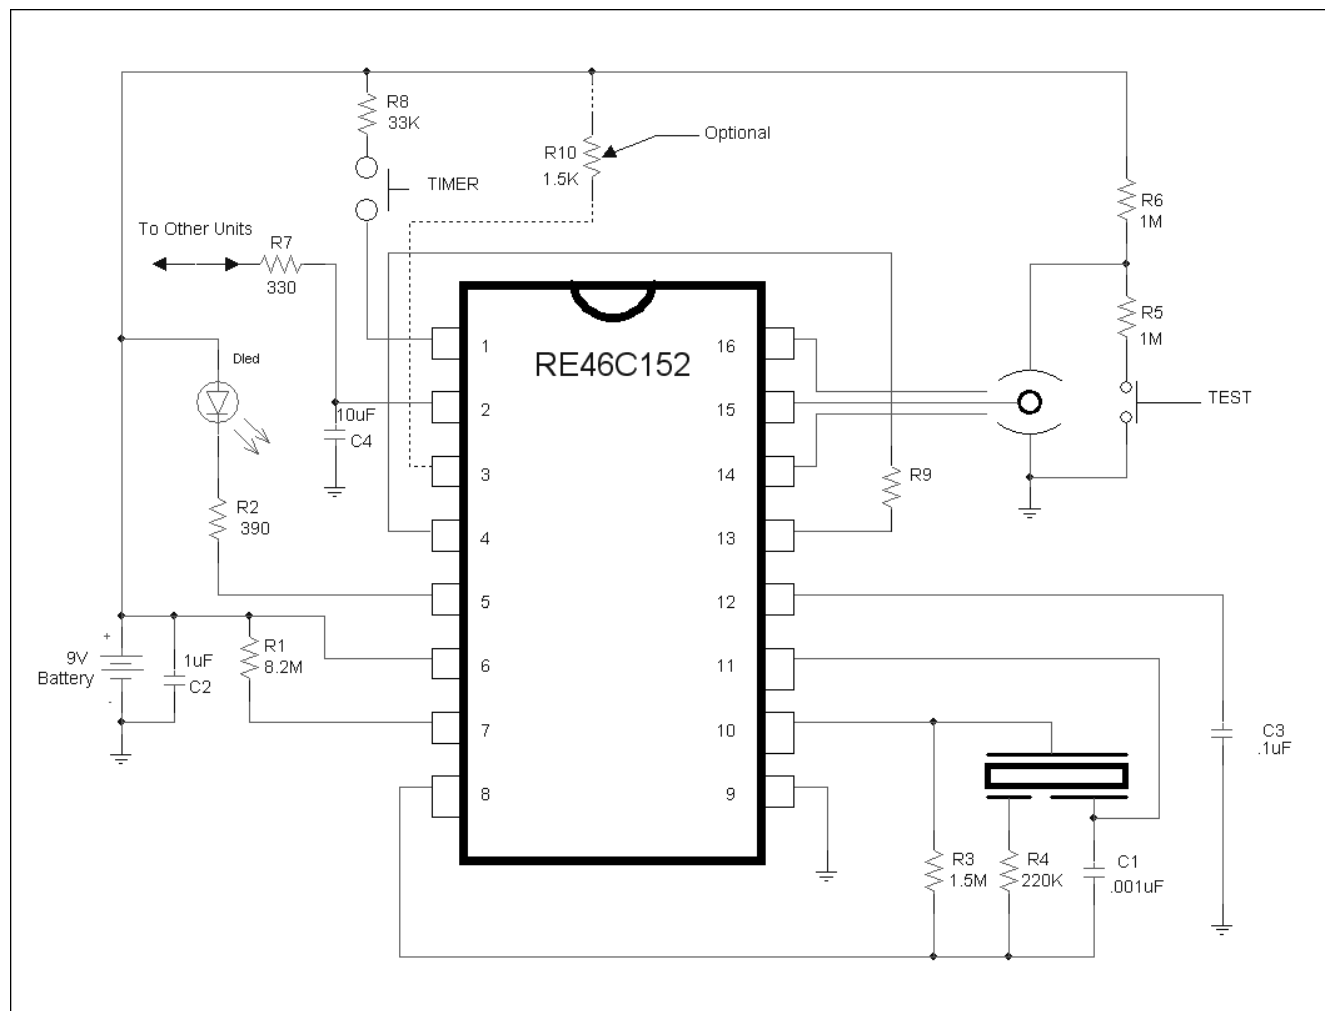 R8
33K
Optional
R10
1.5K
TIMER
R6
1M
To Other Units
R7
330
R5
1M
Dled
RE46C152
1
16
TEST
10uF
C4
2
15
3
14
R9
R2
390
4
13
5
12
+
9V
Battery
-
1uF
C2
R1
8.2M
6
11
7
10
C3
.1uF
8
9
R3
1.5M
R4
220K
C1
.001uF